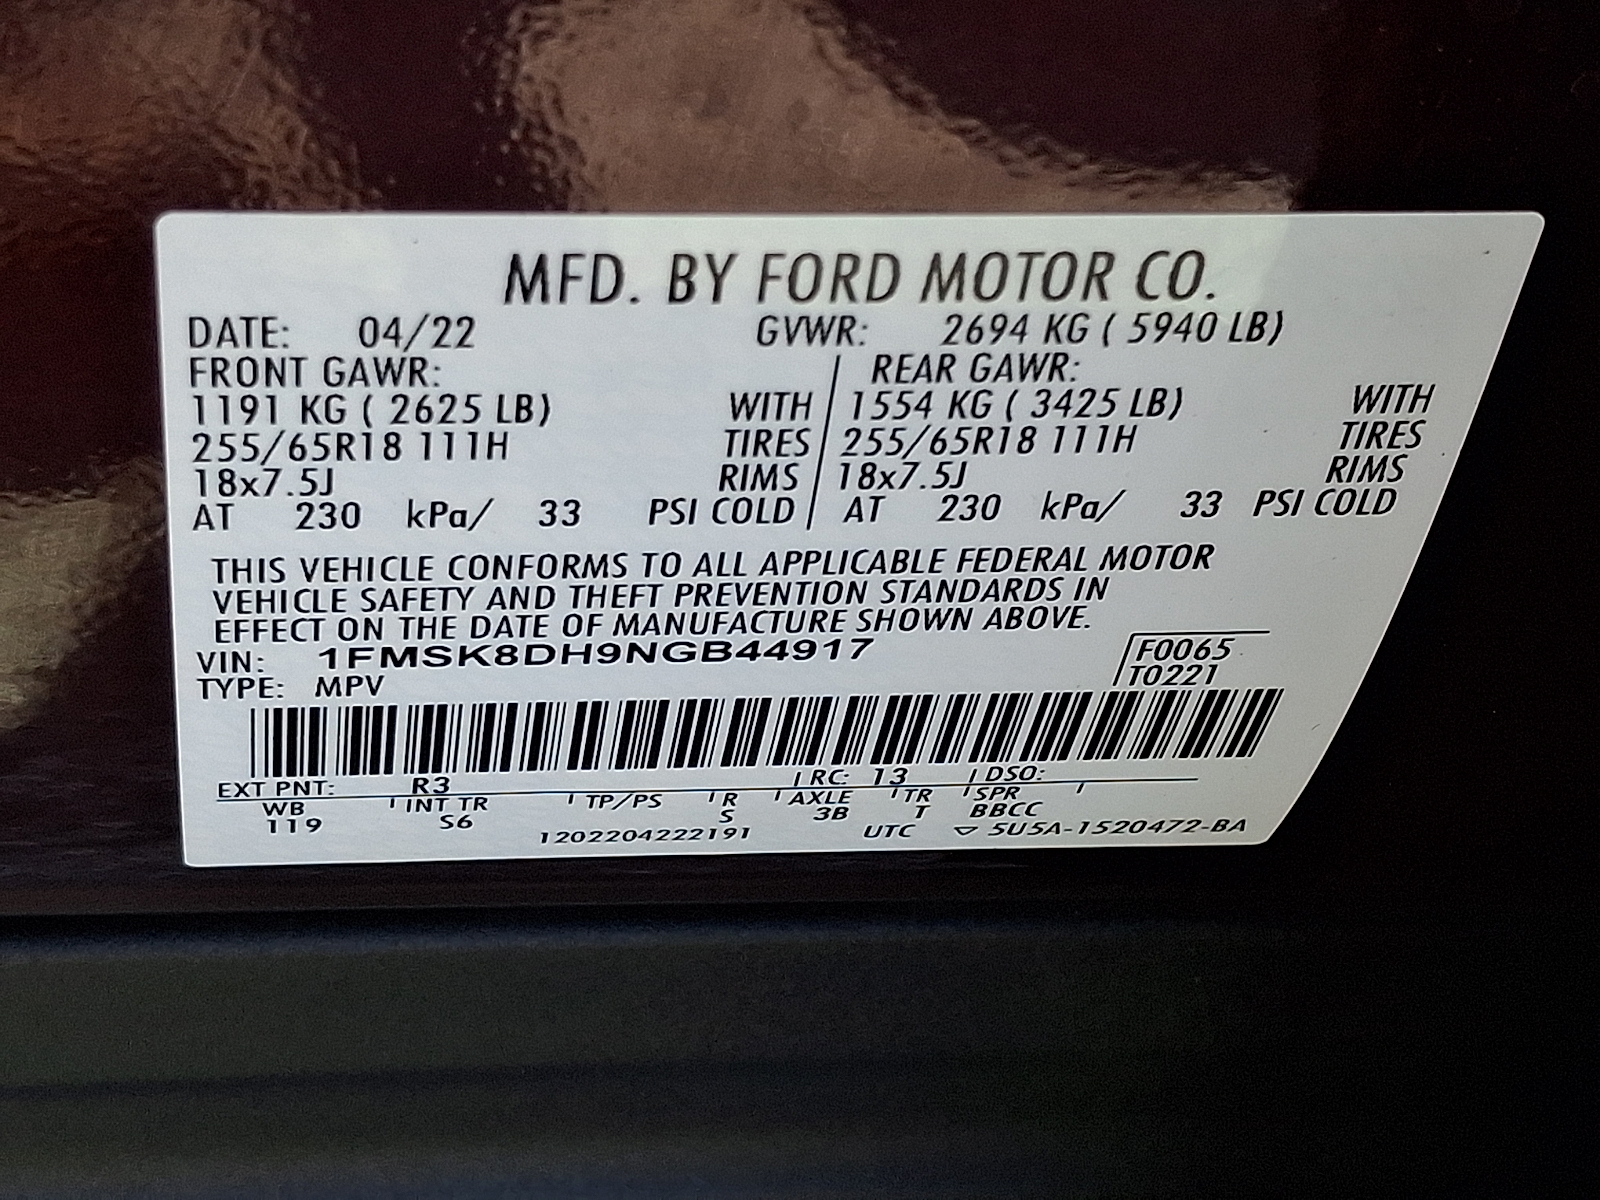 MFD. BY FORD MOTOR CO.
DATE: 04/22 GVWR: 2694 KG ( 5940 LB)
FRONT GAWR: REAR GAWR:
1191 KG ( 2625 LB) WITH 1554 KG ( 3425 LB) WITH
255/65R18 111H TIRES 255/65R18 111H TIRES
18x7.5J RIMS 18x7.5J RIMS
AT 230 kPa/ 33 PSI COLD AT 230 kPa/ 33 PSI COLD
THIS VEHICLE CONFORMS TO ALL APPLICABLE FEDERAL MOTOR
VEHICLE SAFETY AND THEFT PREVENTION STANDARDS IN
EFFECT ON THE DATE OF MANUFACTURE SHOWN ABOVE.
VIN: 1FMSK8DH9NGB44917 F0065
TYPE: MPV T0221
EXT PNT: R3 RC: 13 DSO:
WB INT TR TP/PS R AXLE TR SPR
119 S6 S 3B T BBCC
1202204222191 UTC ▽ 5U5A-1520472-BA